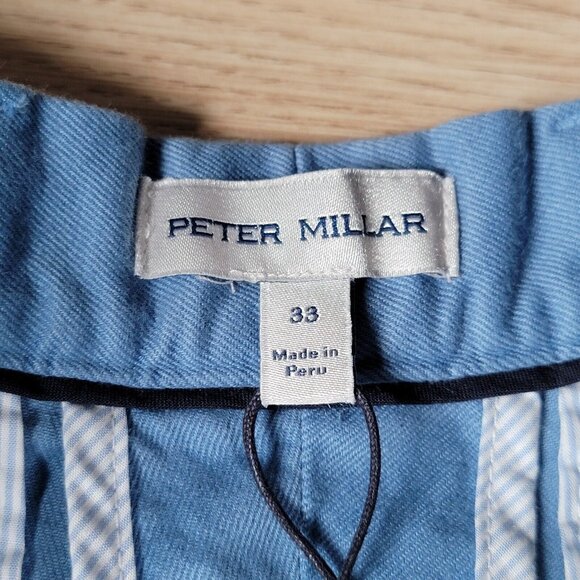 PETER MILLAR
33
Made in
Peru